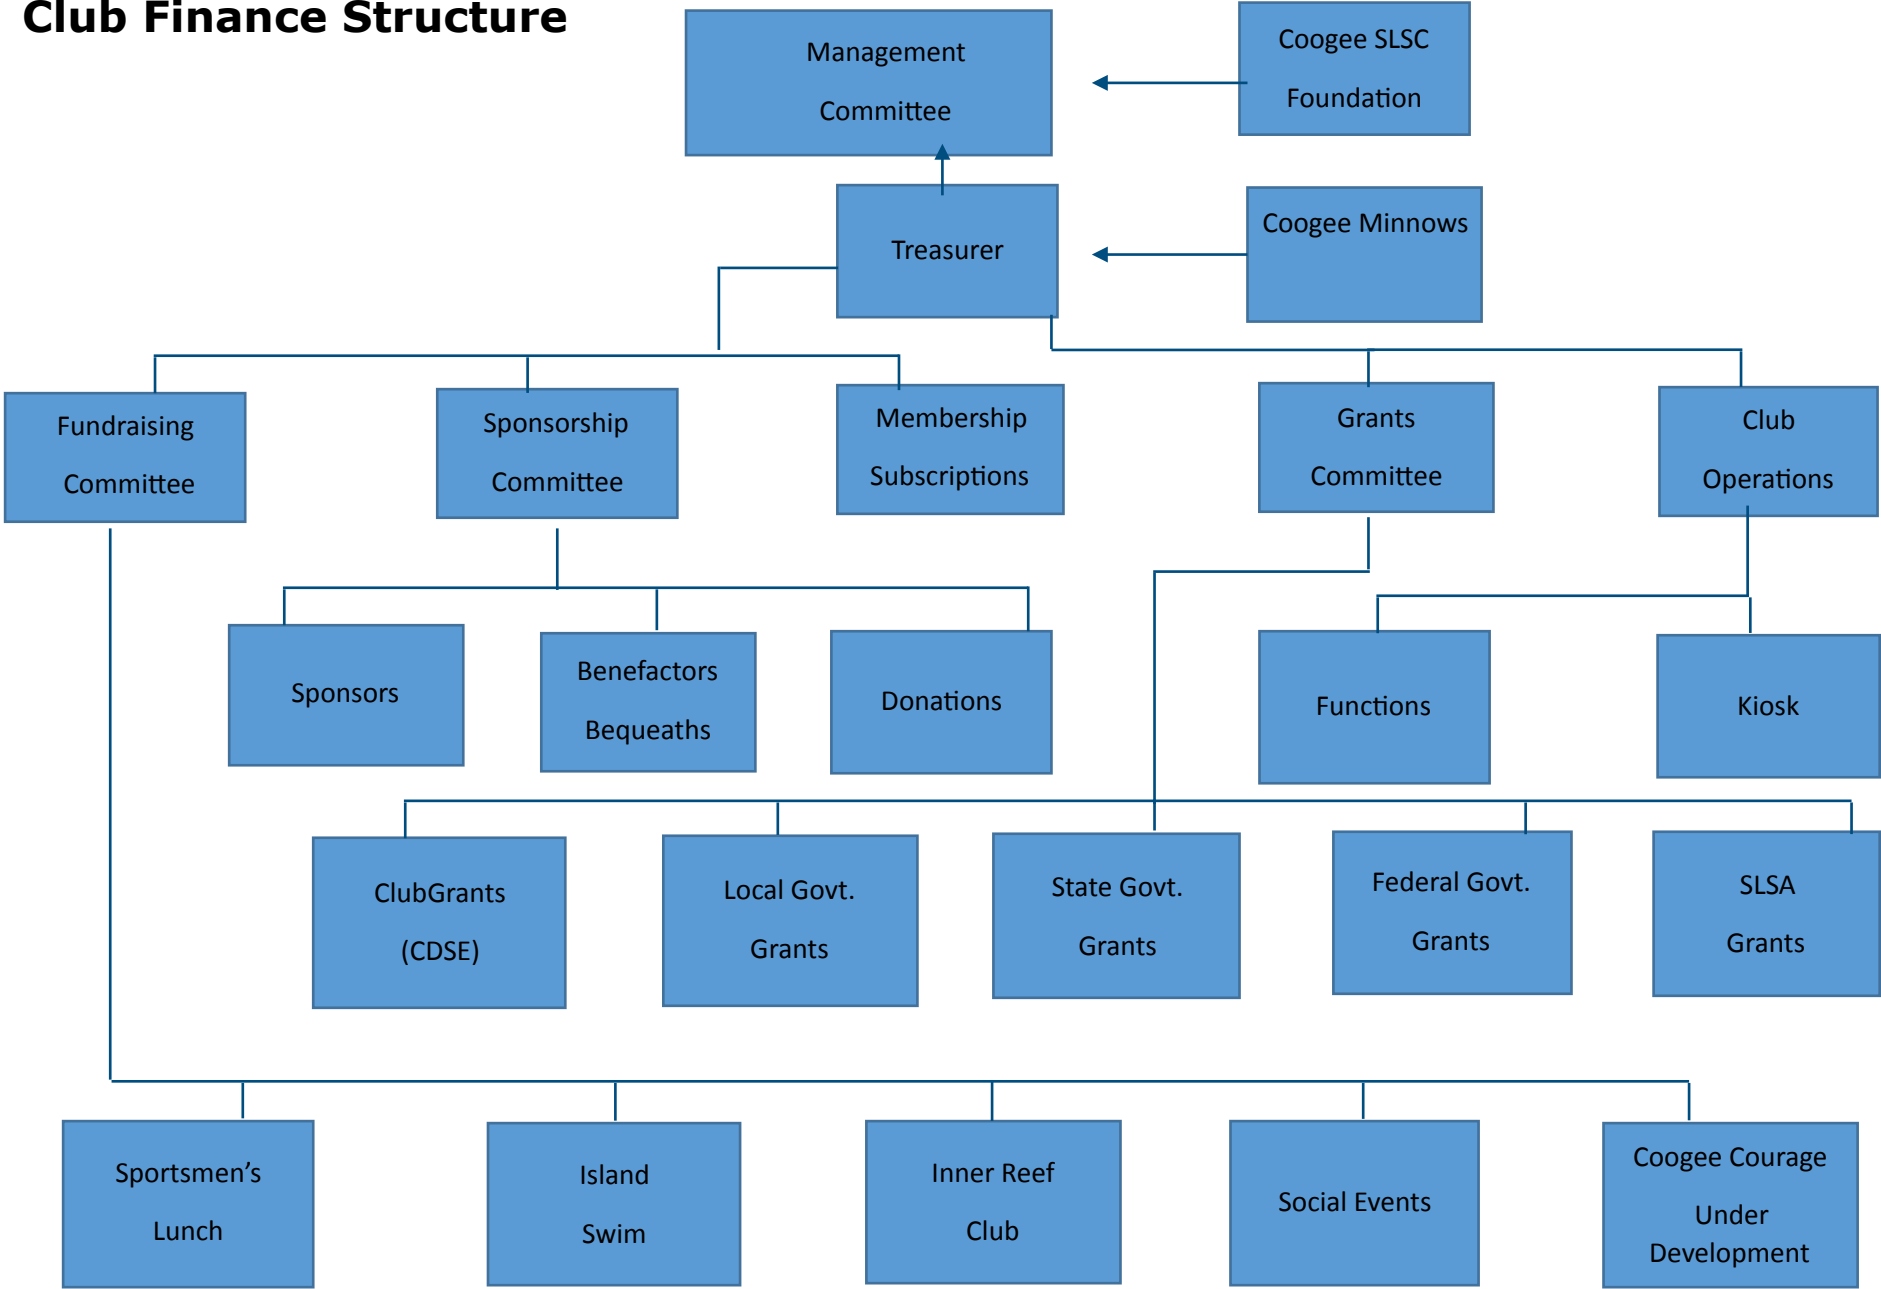 Club Finance Structure
Management
Committee
Coogee SLSC
Foundation
Treasurer
Coogee Minnows
Fundraising
Committee
Sponsorship
Committee
Membership
Subscriptions
Grants
Committee
Club
Operations
Sponsors
Benefactors
Bequeaths
Donations
Functions
Kiosk
ClubGrants
(CDSE)
Local Govt.
Grants
State Govt.
Grants
Federal Govt.
Grants
SLSA
Grants
Sportsmen’s
Lunch
Island
Swim
Inner Reef
Club
Social Events
Coogee Courage
Under
Development